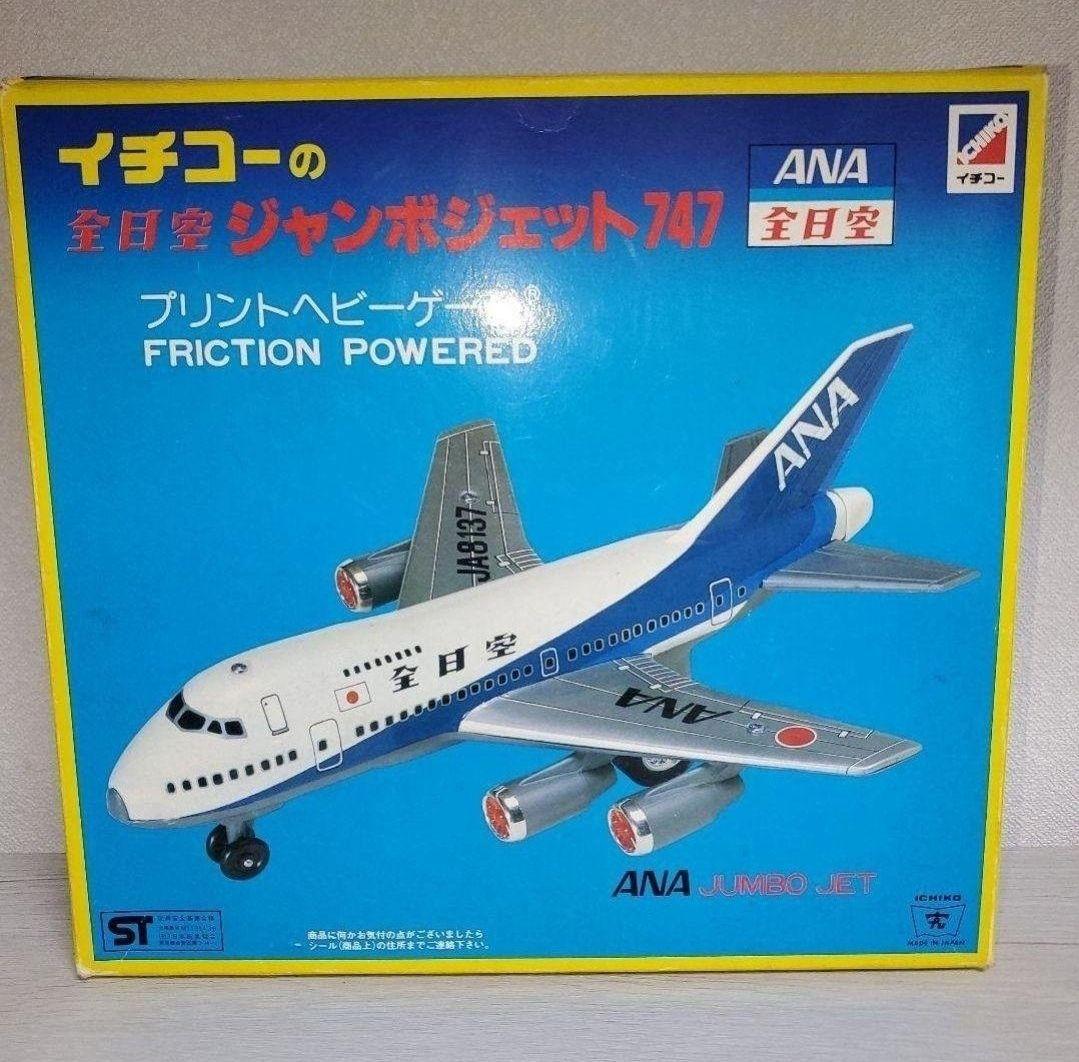 イチコーの
全日空 ジャンボジェット747
ANA
全日空
ICHIKO
イチコー
プリントヘビーゲージ®
FRICTION POWERED
ANA
JA8137
全日空
ANA
ANA JUMBO JET
ST
商品に何かお気付の点がございましたら
シール(商品上)の住所までご連絡下さい。
ICHIKO
MADE IN JAPAN